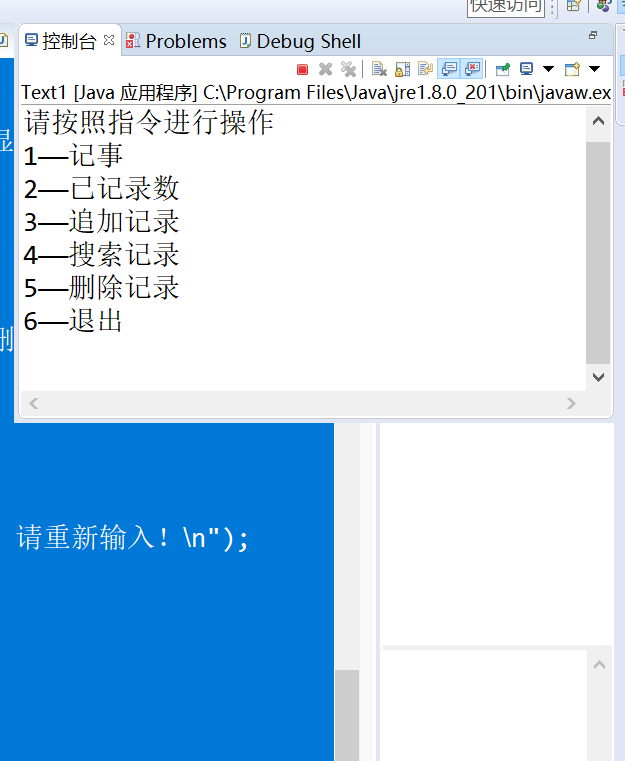 快速访问
控制台 Problems Debug Shell
Text1 [Java 应用程序] C:\Program Files\Java\jre1.8.0_201\bin\javaw.ex
请按照指令进行操作
1——记事
2——已记录数
3——追加记录
4——搜索记录
5——删除记录
6——退出
显
删
请重新输入！\n");